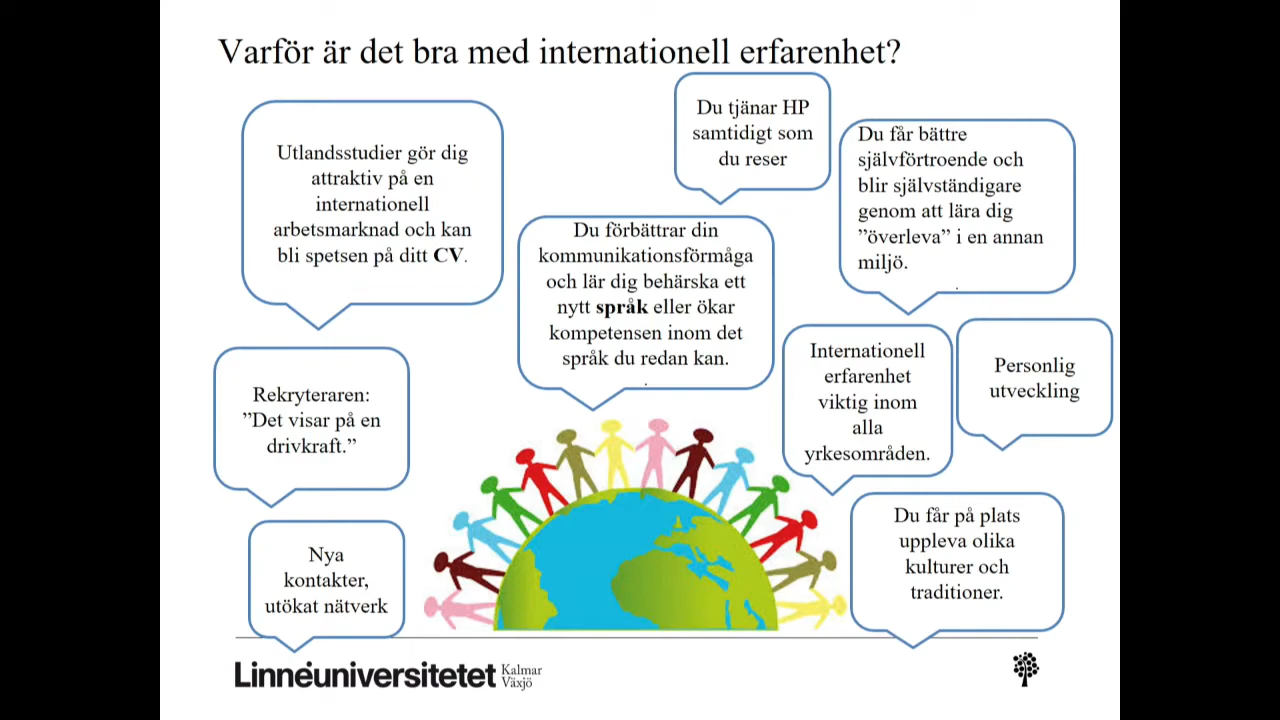 Varför är det bra med internationell erfarenhet?
Utlandsstudier gör dig
attraktiv på en
internationell
arbetsmarknad och kan
bli spetsen på ditt CV.
Du tjänar HP
samtidigt som
du reser
Du får bättre
självförtroende och
blir självständigare
genom att lära dig
”överleva” i en annan
miljö.
.
Du förbättrar din
kommunikationsförmåga
och lär dig behärska ett
nytt språk eller ökar
kompetensen inom det
språk du redan kan.
.
Internationell
erfarenhet
viktig inom
alla
yrkesområden.
Personlig
utveckling
Rekryteraren:
”Det visar på en
drivkraft.”
Nya
kontakter,
utökat nätverk
Du får på plats
uppleva olika
kulturer och
traditioner.
Linnéuniversitetet
Kalmar
Växjö